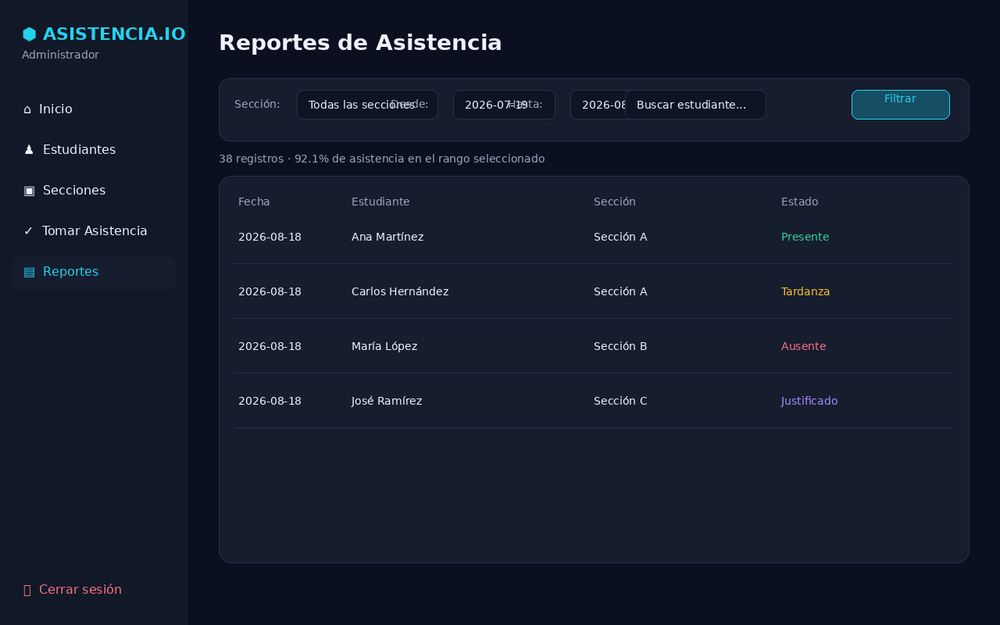 ⬢ ASISTENCIA.IO
Administrador
⌂ Inicio
♟ Estudiantes
▣ Secciones
✓ Tomar Asistencia
▤ Reportes
Cerrar sesión
Reportes de Asistencia
Sección: Todas las secciones Desde: 2026-07-19 Hasta: 2026-08 Buscar estudiante... Filtrar
38 registros · 92.1% de asistencia en el rango seleccionado
Fecha Estudiante Sección Estado
2026-08-18 Ana Martínez Sección A Presente
2026-08-18 Carlos Hernández Sección A Tardanza
2026-08-18 María López Sección B Ausente
2026-08-18 José Ramírez Sección C Justificado